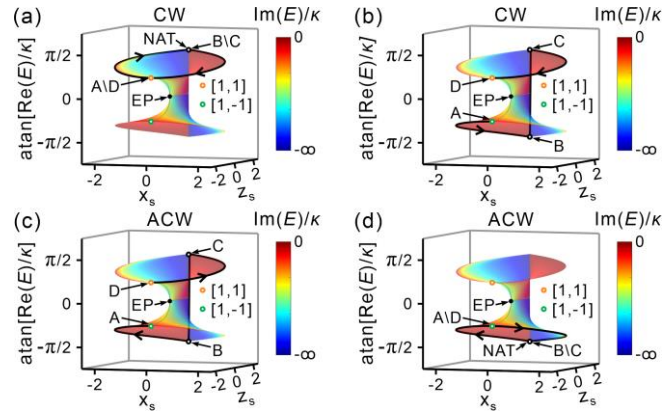 (a) CW Im(E)/κ
NAT B\C
π/2
A\D
0
EP
[1,1]
[1,-1]
-π/2
atan[Re(E)/κ]
0
-∞
-2 0 2
x_s
-2 0 2
z_s
(b) CW Im(E)/κ
C
π/2
0
EP
[1,1]
[1,-1]
A
-π/2
B
atan[Re(E)/κ]
0
-∞
-2 0 2
x_s
-2 0 2
z_s
(c) ACW Im(E)/κ
C
π/2
D
0
EP
[1,1]
[1,-1]
A
-π/2
B
atan[Re(E)/κ]
0
-∞
-2 0 2
x_s
-2 0 2
z_s
(d) ACW Im(E)/κ
π/2
0
EP
[1,1]
[1,-1]
A\D
-π/2
NAT B\C
atan[Re(E)/κ]
0
-∞
-2 0 2
x_s
-2 0 2
z_s